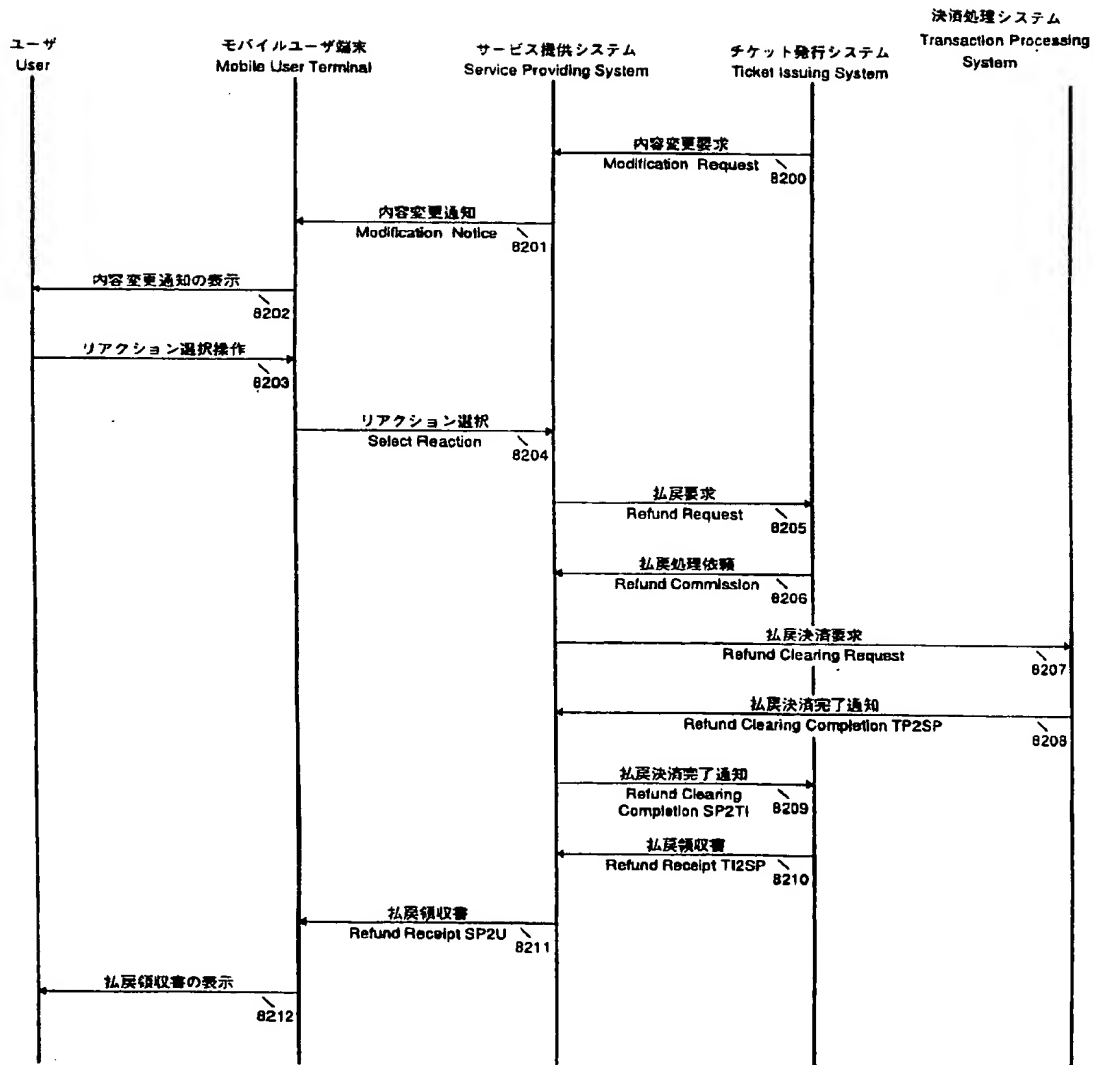 ユーザ
User
モバイルユーザ端末
Mobile User Terminal
サービス提供システム
Service Providing System
チケット発行システム
Ticket Issuing System
決済処理システム
Transaction Processing
System
内容変更要求
Modification Request
8200
内容変更通知
Modification Notice
8201
内容変更通知の表示
8202
リアクション選択操作
8203
リアクション選択
Select Reaction
8204
払戻要求
Refund Request
8205
払戻処理依頼
Refund Commission
8206
払戻決済要求
Refund Clearing Request
8207
払戻決済完了通知
Refund Clearing Completion TP2SP
8208
払戻決済完了通知
Refund Clearing
Completion SP2TI
8209
払戻領収書
Refund Receipt TI2SP
8210
払戻領収書
Refund Receipt SP2U
8211
払戻領収書の表示
8212